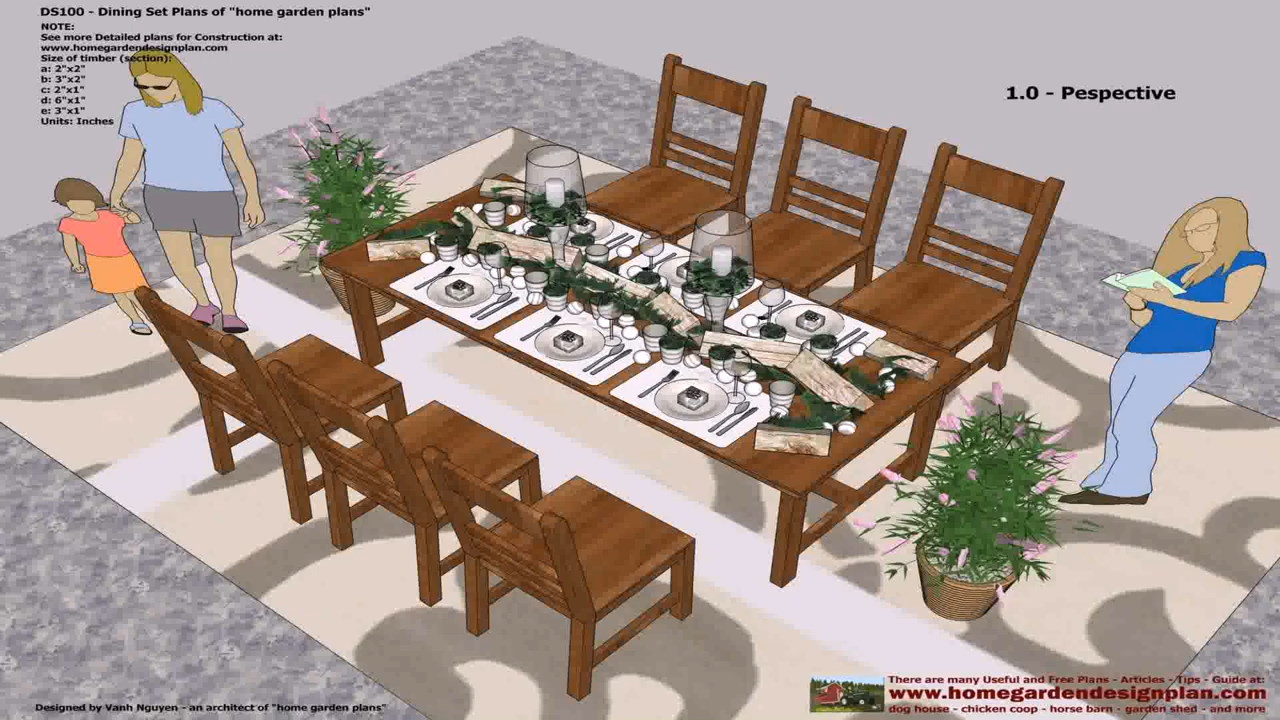 DS100 - Dining Set Plans of "home garden plans"
NOTE:
See more Detailed plans for Construction at:
www.homegardendesignplan.com
Size of timber (section):
a: 2"x2"
b: 3"x2"
c: 2"x1"
d: 6"x1"
e: 3"x1"
Units: Inches
1.0 - Pespective
There are many Useful and Free Plans - Articles - Tips - Guide at:
www.homegardendesignplan.com
dog house - chicken coop - horse barn - garden shed - and more
Designed by Vanh Nguyen - an architect of "home garden plans"